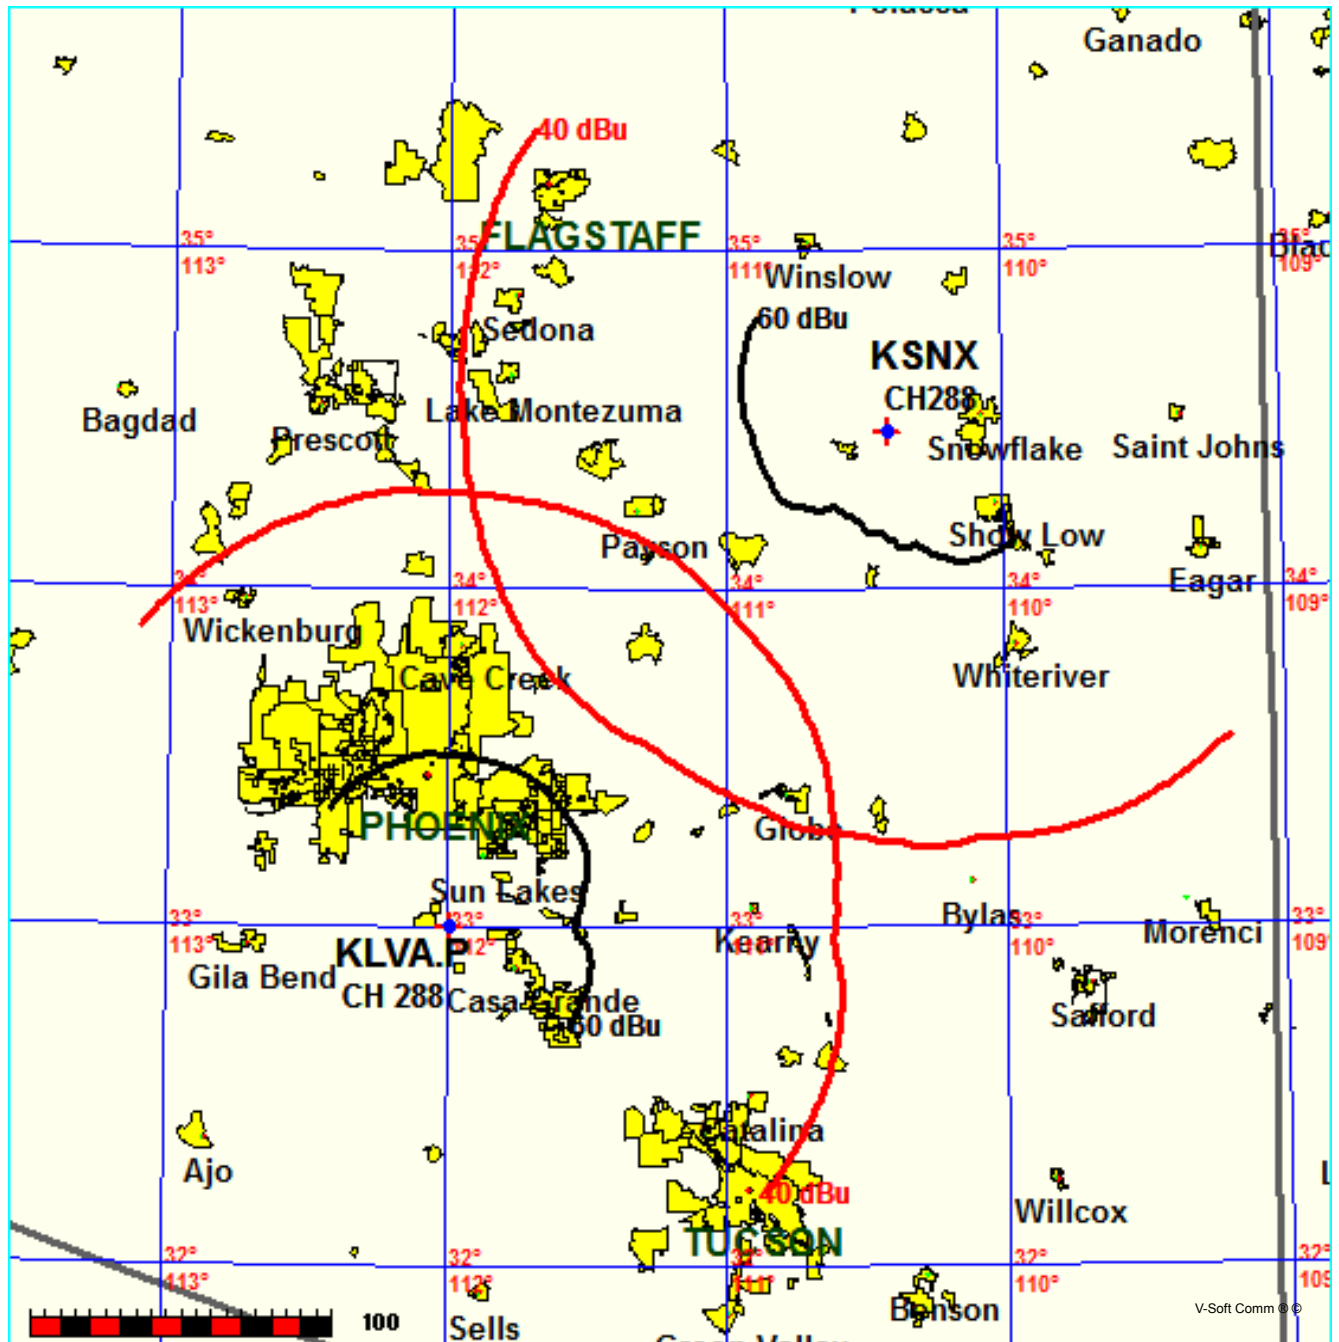 Ganado
40 dBu
FLAGSTAFF
35°
113°
35°
112°
35°
111°
35°
110°
35°
109°
Winslow
60 dBu
Sedona
KSNX
CH288
Bagdad
Lake Montezuma
Prescott
Snowflake
Saint Johns
Payson
Show Low
34°
113°
34°
112°
34°
111°
34°
110°
34°
109°
Eagar
Wickenburg
Cave Creek
Whiteriver
PHOENIX
Globe
Sun Lakes
Bylas
33°
113°
33°
112°
33°
111°
33°
110°
33°
109°
Kearny
Morenci
KLVA.P
Gila Bend
CH 288
Casa Grande
60 dBu
Safford
Catalina
Ajo
40 dBu
Willcox
TUCSON
32°
113°
32°
112°
32°
111°
32°
110°
32°
109
Benson
100
Sells
Green Valley
V-Soft Comm ® ©